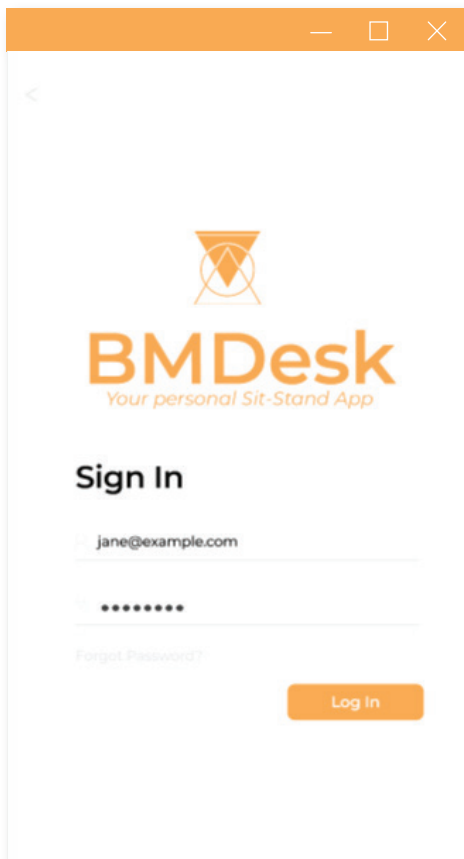 <
BMDesk
Your personal Sit-Stand App
Sign In
jane@example.com
••••••••
Forgot Password?
Log In